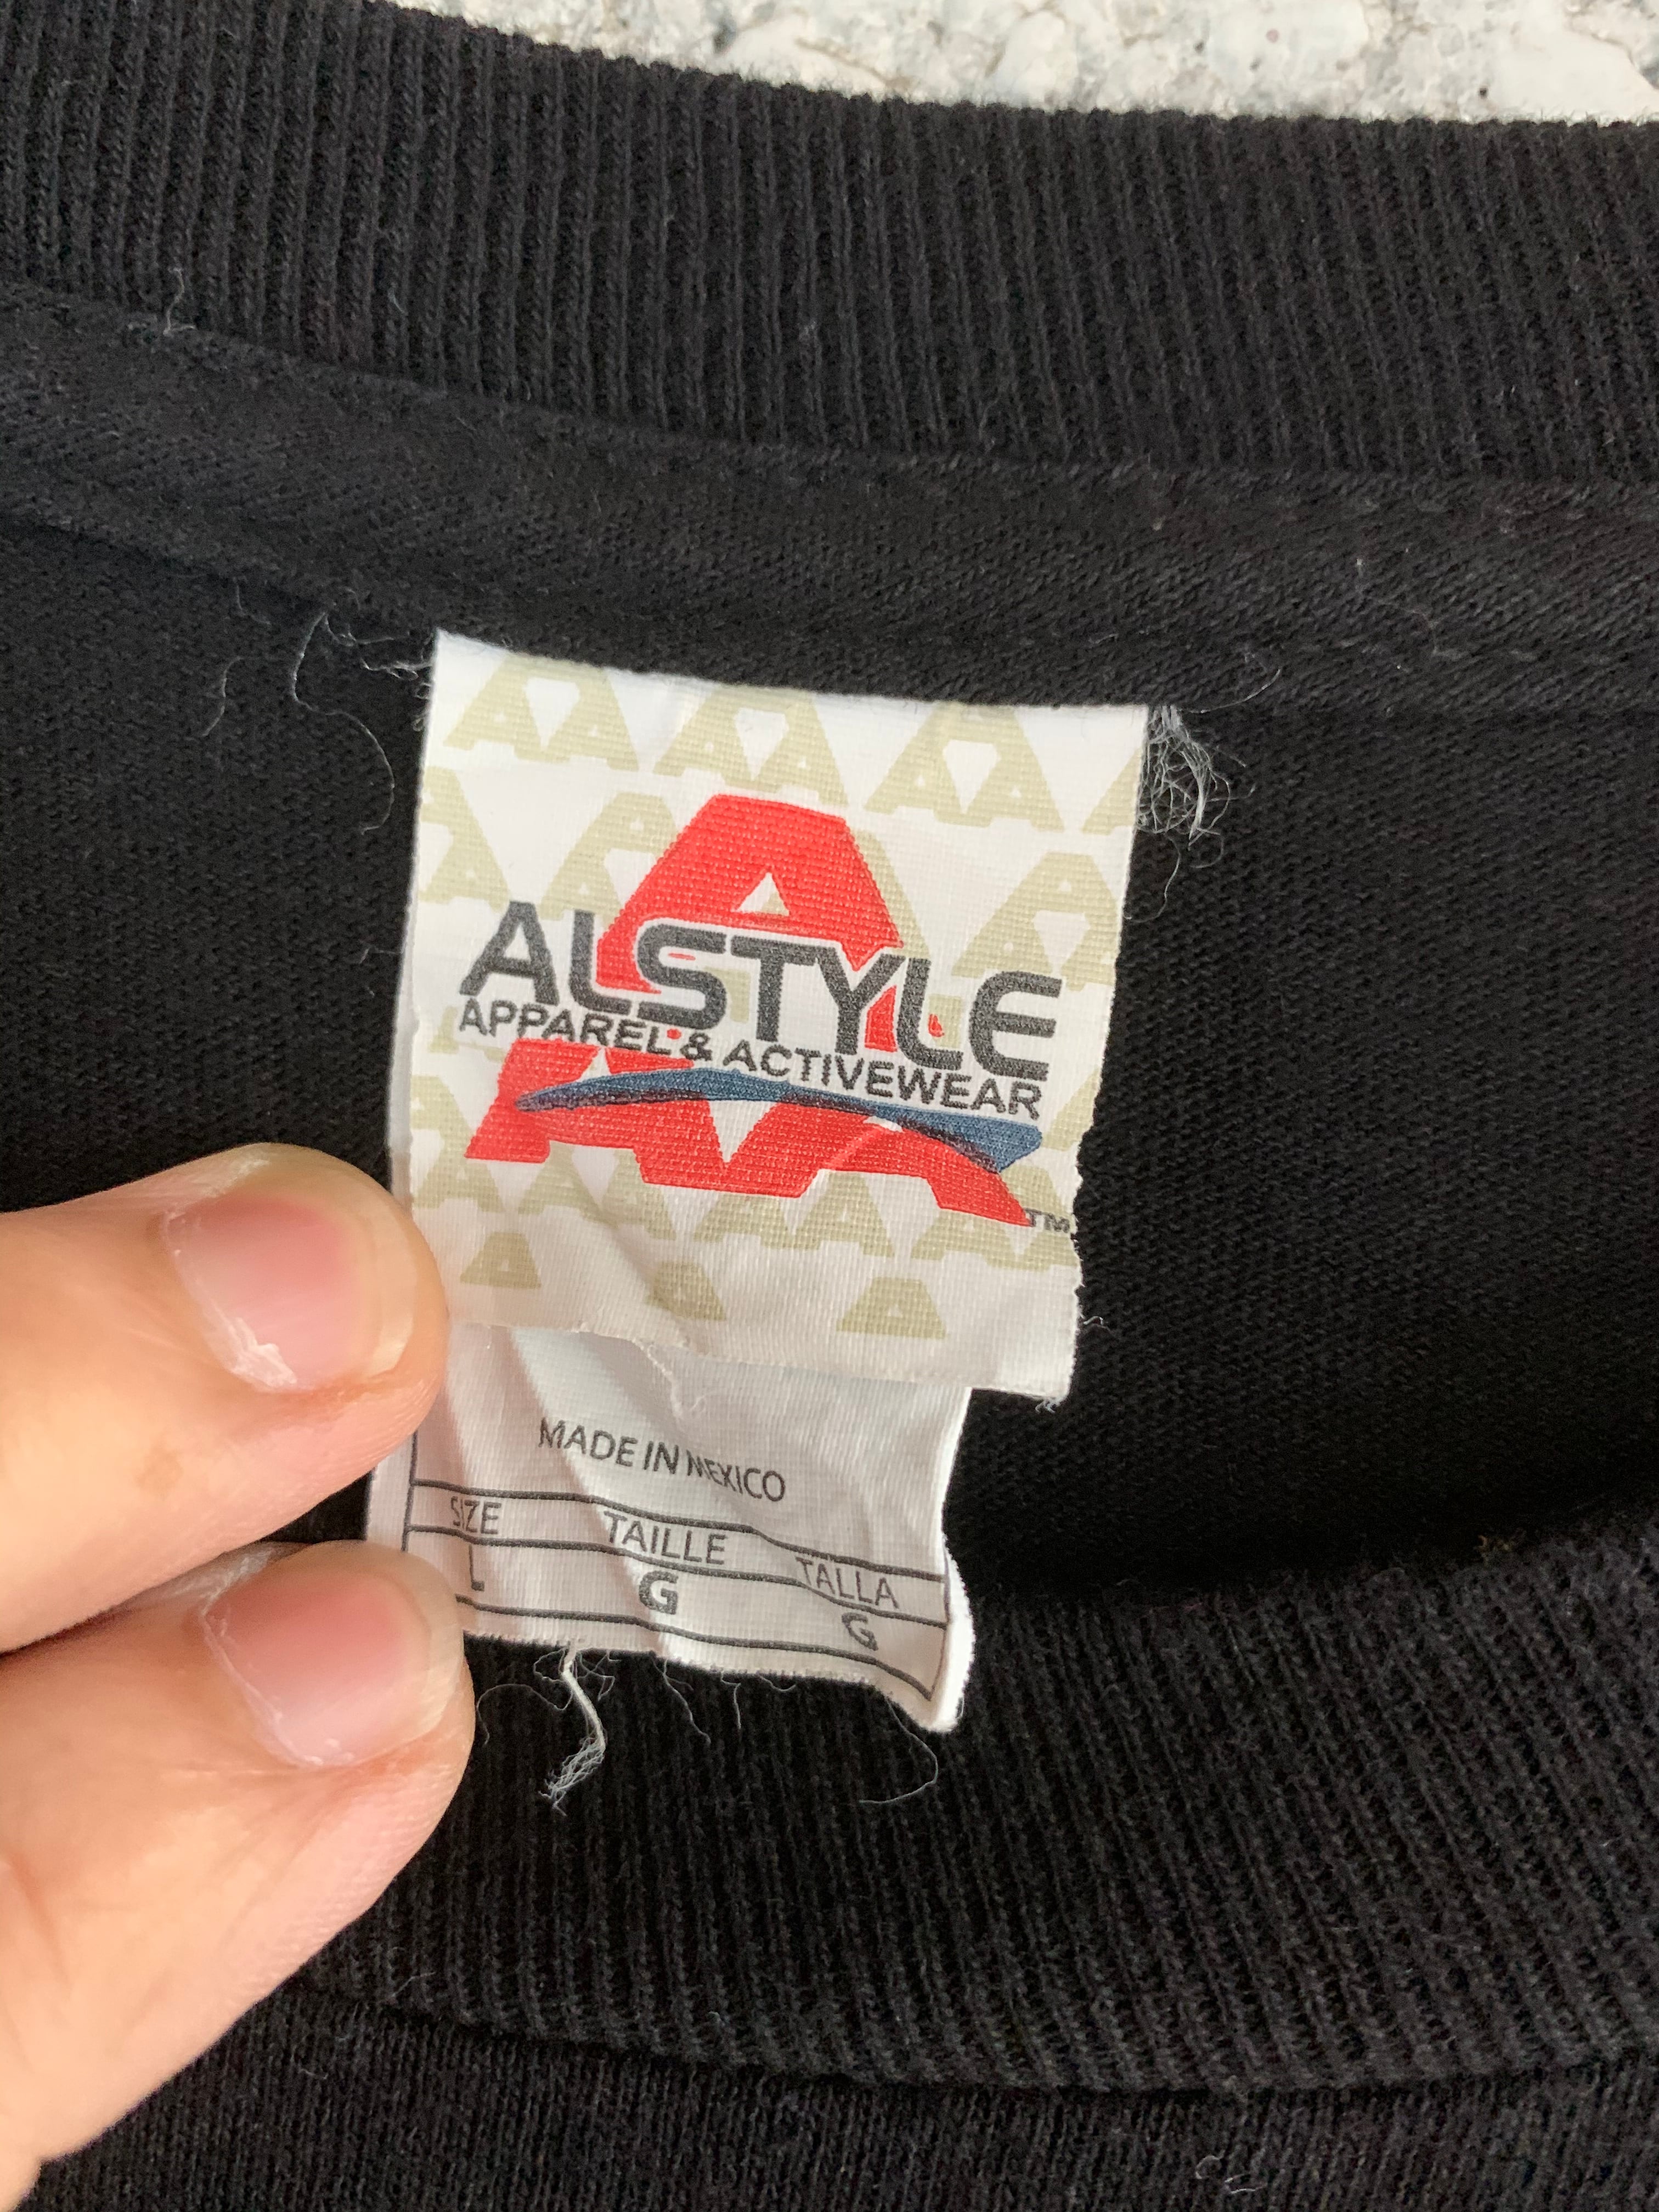 ALSTYLE
APPAREL & ACTIVEWEAR
TM
MADE IN MEXICO
SIZE TAILLE TALLA
L G G